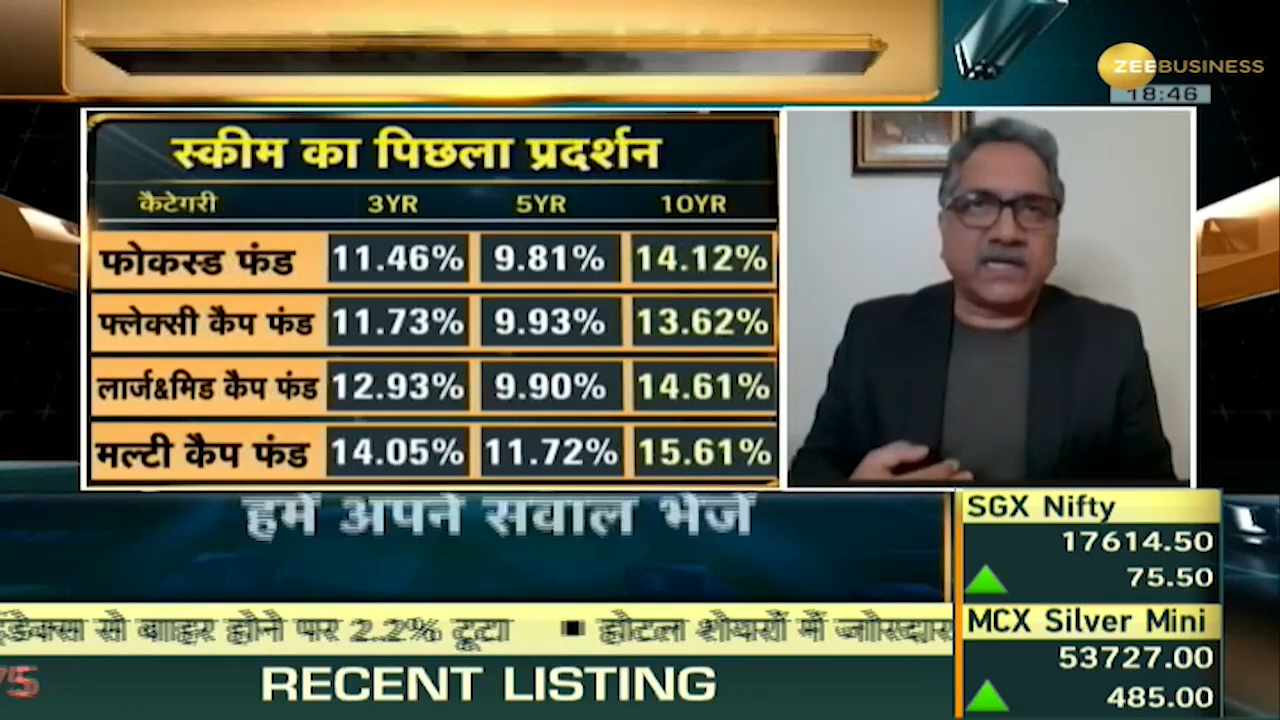 ZEEBUSINESS
18:46
स्कीम का पिछला प्रदर्शन
कैटेगरी 3YR 5YR 10YR
फोकस्ड फंड 11.46% 9.81% 14.12%
फ्लेक्सी कैप फंड 11.73% 9.93% 13.62%
लार्ज&मिड कैप फंड 12.93% 9.90% 14.61%
मल्टी कैप फंड 14.05% 11.72% 15.61%
हमें अपने सवाल भेजें
SGX Nifty
17614.50
75.50
से बाहर होने पर 2.2% टूटा ■ होटल शेयरों में
MCX Silver Mini
53727.00
485.00
RECENT LISTING